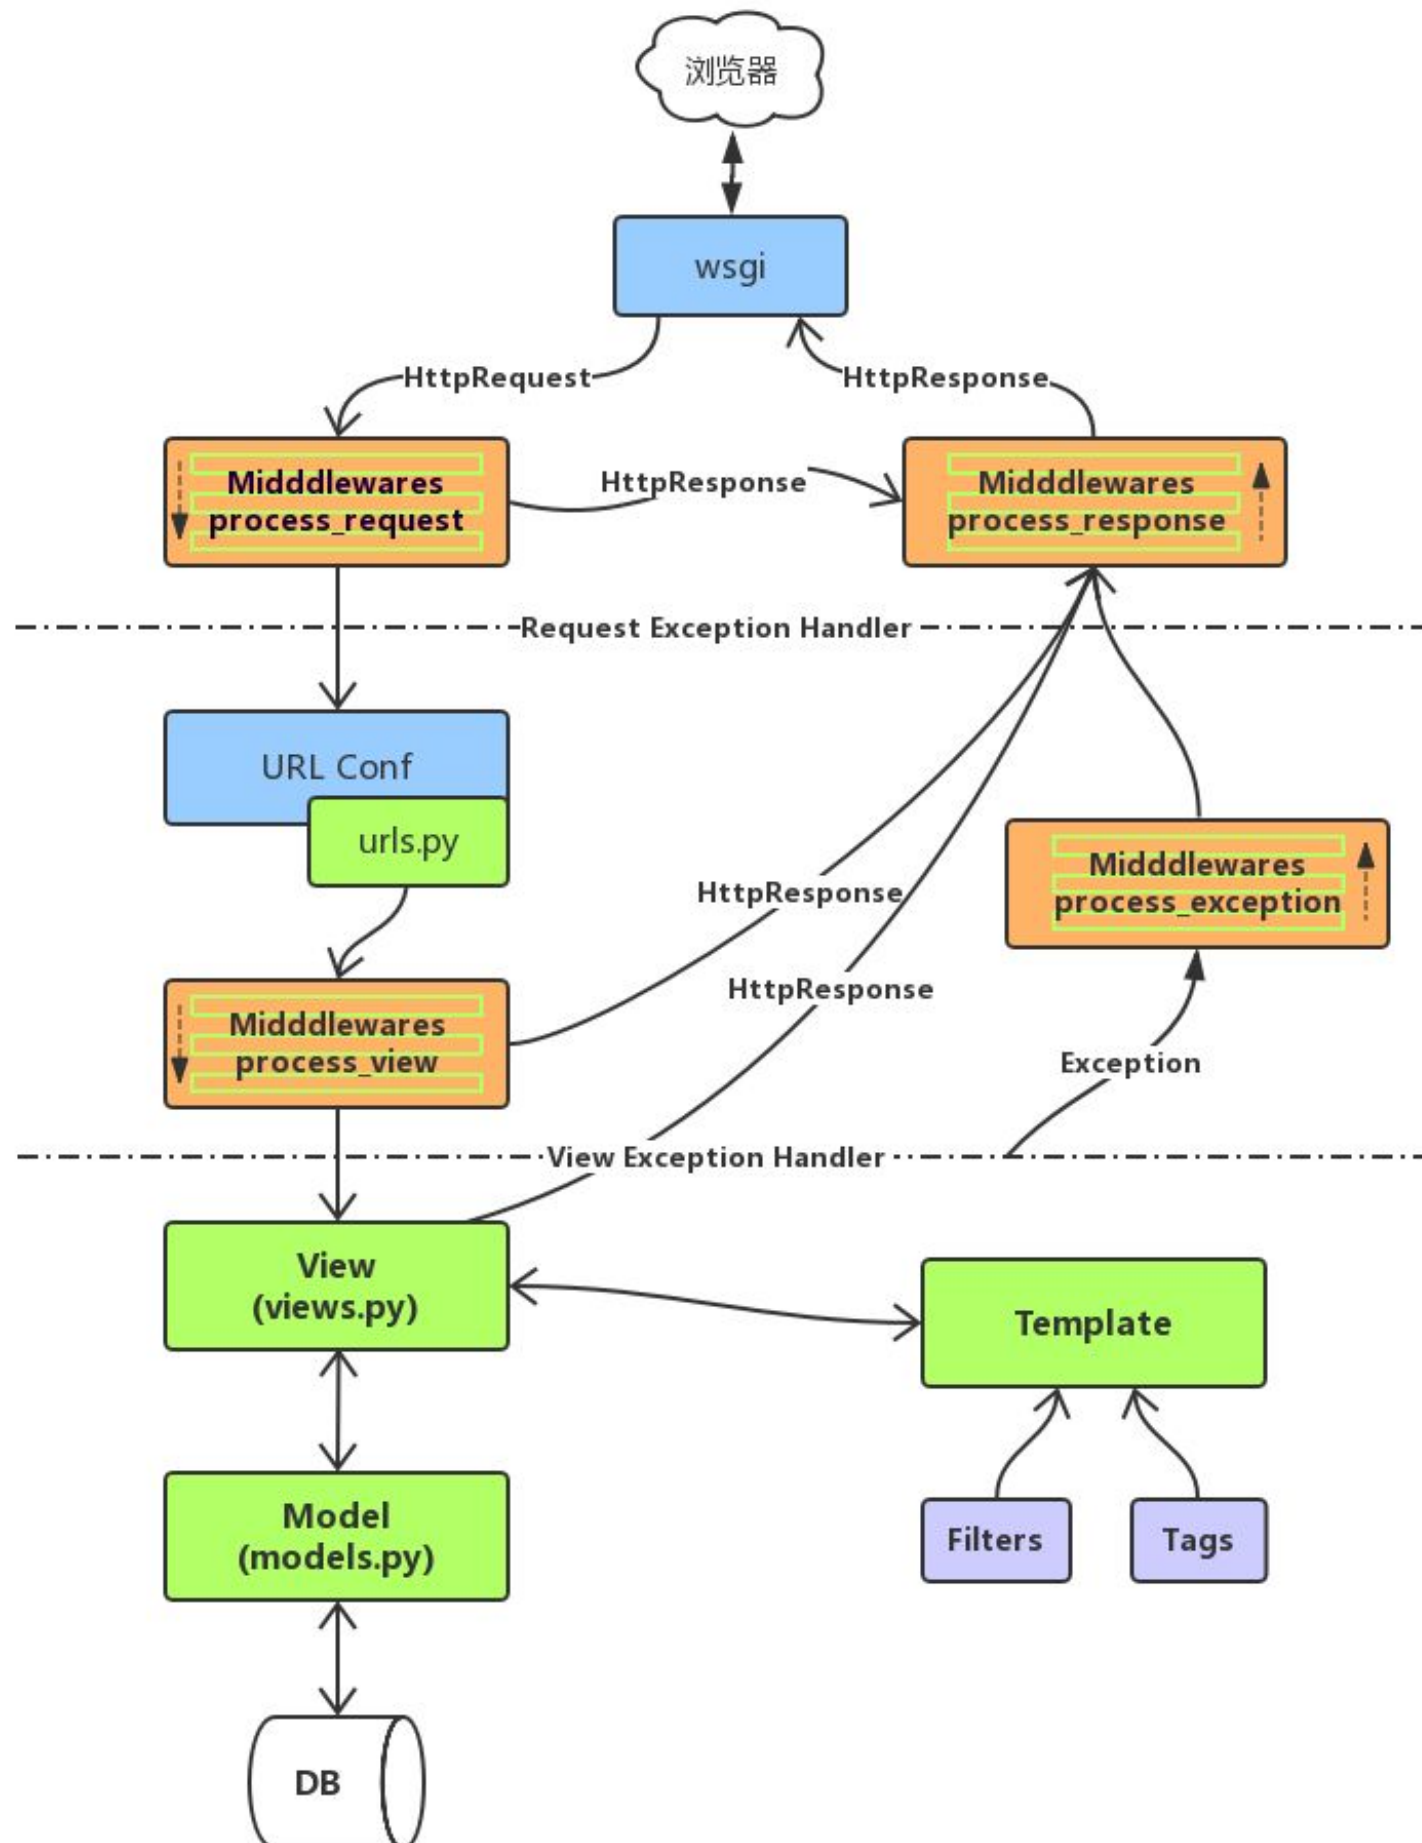 浏览器
wsgi
HttpRequest
HttpResponse
Midddlewares
process_request
HttpResponse
Midddlewares
process_response
Request Exception Handler
URL Conf
urls.py
Midddlewares
process_exception
HttpResponse
HttpResponse
Midddlewares
process_view
Exception
View Exception Handler
View
(views.py)
Template
Model
(models.py)
Filters
Tags
DB